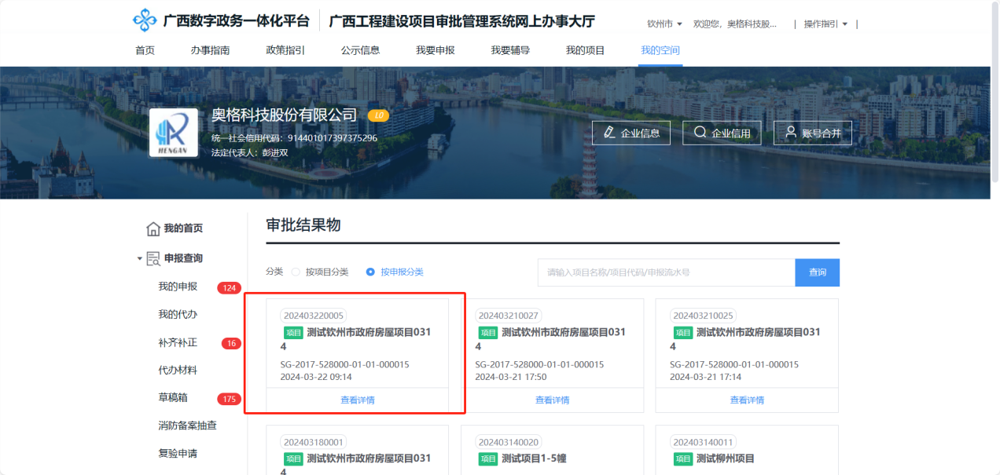 广西数字政务一体化平台 广西工程建设项目审批管理系统网上办事大厅 钦州市 欢迎您，奥格科技股... | 操作指引 |
首页 办事指南 政策指引 公示信息 我要申报 我要辅导 我的项目 我的空间
HENGAN
奥格科技股份有限公司 L0
统一社会信用代码：914401017397375296
法定代表人：彭进双
企业信息 企业信用 账号合并
我的首页
申报查询
我的申报 124
我的代办
补齐补正 16
代办材料
草稿箱 175
消防备案抽查
复验申请
审批结果物
分类 按项目分类 按申报分类 请输入项目名称/项目代码/申报流水号 查询
202403220005
项目 测试钦州市政府房屋项目031
4
SG-2017-528000-01-01-000015
2024-03-22 09:14
查看详情
202403210027
项目 测试钦州市政府房屋项目031
4
SG-2017-528000-01-01-000015
2024-03-21 17:50
查看详情
202403210025
项目 测试钦州市政府房屋项目031
4
SG-2017-528000-01-01-000015
2024-03-21 17:14
查看详情
202403180001
项目 测试钦州市政府房屋项目031
4
202403140020
项目 测试项目1-5幢
202403140011
项目 测试柳州项目